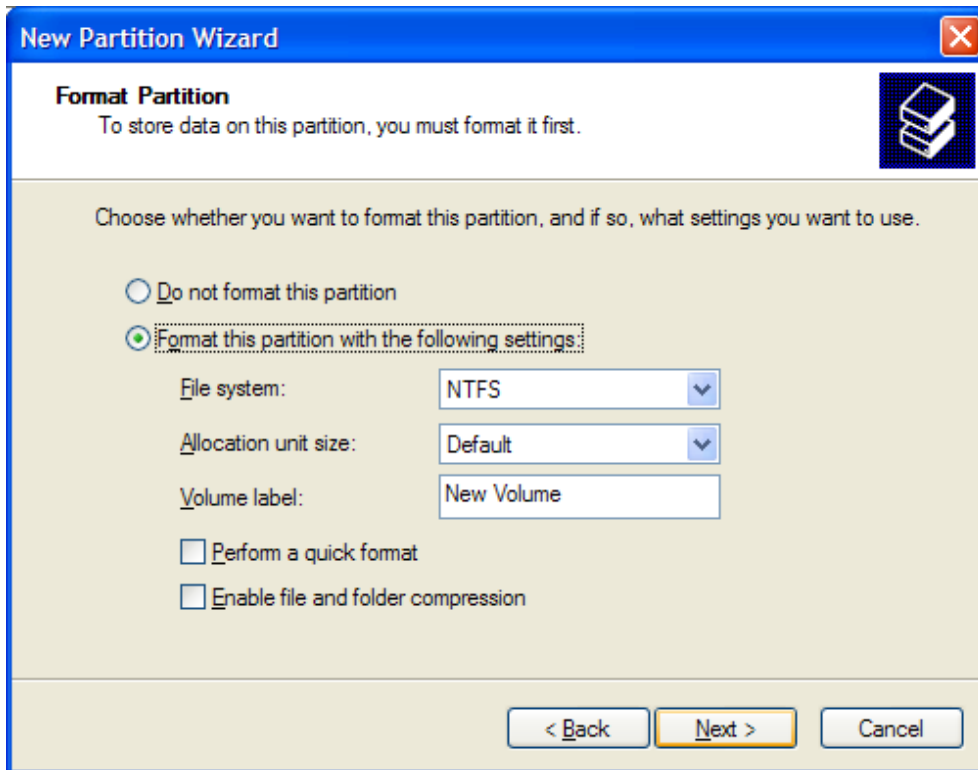 New Partition Wizard
Format Partition
To store data on this partition, you must format it first.
Choose whether you want to format this partition, and if so, what settings you want to use.
Do not format this partition
Format this partition with the following settings:
File system: NTFS
Allocation unit size: Default
Volume label: New Volume
Perform a quick format
Enable file and folder compression
< Back Next > Cancel